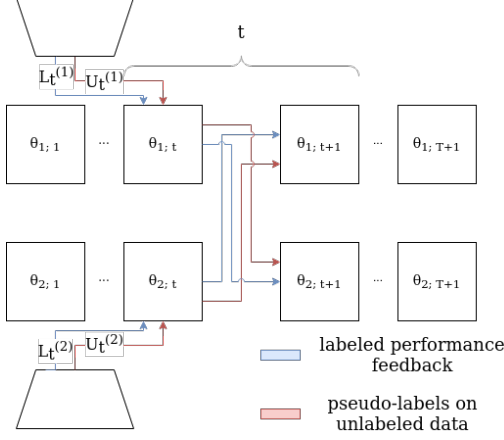 t
Lt(1)
Ut(1)
θ1; 1 ... θ1; t θ1; t+1 ... θ1; T+1
θ2; 1 ... θ2; t θ2; t+1 ... θ2; T+1
Lt(2)
Ut(2)
labeled performance
feedback
pseudo-labels on
unlabeled data